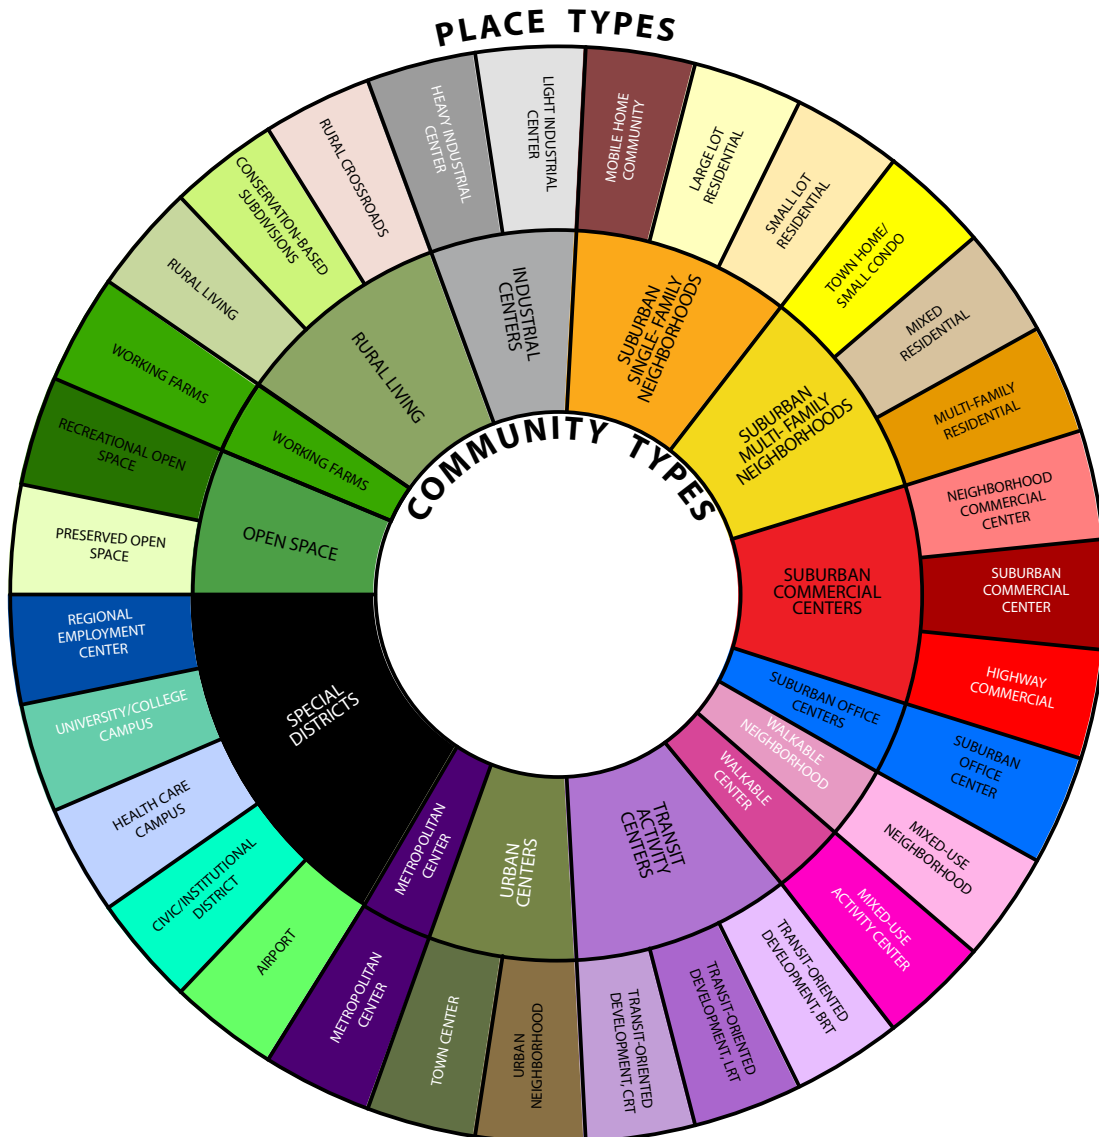 PLACE TYPES
COMMUNITY TYPES
MOBILE HOME
COMMUNITY
LARGE LOT
RESIDENTIAL
SMALL LOT
RESIDENTIAL
TOWN HOME/
SMALL CONDO
MIXED
RESIDENTIAL
MULTI-FAMILY
RESIDENTIAL
NEIGHBORHOOD
COMMERCIAL
CENTER
SUBURBAN
COMMERCIAL
CENTER
HIGHWAY
COMMERCIAL
SUBURBAN
OFFICE
CENTER
MIXED-USE
NEIGHBORHOOD
MIXED-USE
ACTIVITY CENTER
TRANSIT-ORIENTED
DEVELOPMENT, BRT
TRANSIT-ORIENTED
DEVELOPMENT, LRT
TRANSIT-ORIENTED
DEVELOPMENT, CRT
URBAN
NEIGHBORHOOD
TOWN CENTER
METROPOLITAN
CENTER
AIRPORT
CIVIC/INSTITUTIONAL
DISTRICT
HEALTH CARE
CAMPUS
UNIVERSITY/COLLEGE
CAMPUS
REGIONAL
EMPLOYMENT
CENTER
PRESERVED OPEN
SPACE
RECREATIONAL OPEN
SPACE
WORKING FARMS
RURAL LIVING
CONSERVATION-BASED
SUBDIVISIONS
RURAL CROSSROADS
HEAVY INDUSTRIAL
CENTER
LIGHT INDUSTRIAL
CENTER
SUBURBAN
SINGLE- FAMILY
NEIGHBORHOODS
SUBURBAN
MULTI- FAMILY
NEIGHBORHOODS
SUBURBAN
COMMERCIAL
CENTERS
SUBURBAN OFFICE
CENTERS
WALKABLE
NEIGHBORHOOD
WALKABLE
CENTER
TRANSIT
ACTIVITY
CENTERS
URBAN
CENTERS
METROPOLITAN
CENTER
SPECIAL
DISTRICTS
OPEN SPACE
WORKING FARMS
RURAL LIVING
INDUSTRIAL
CENTERS